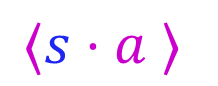 ⟨s · a ⟩